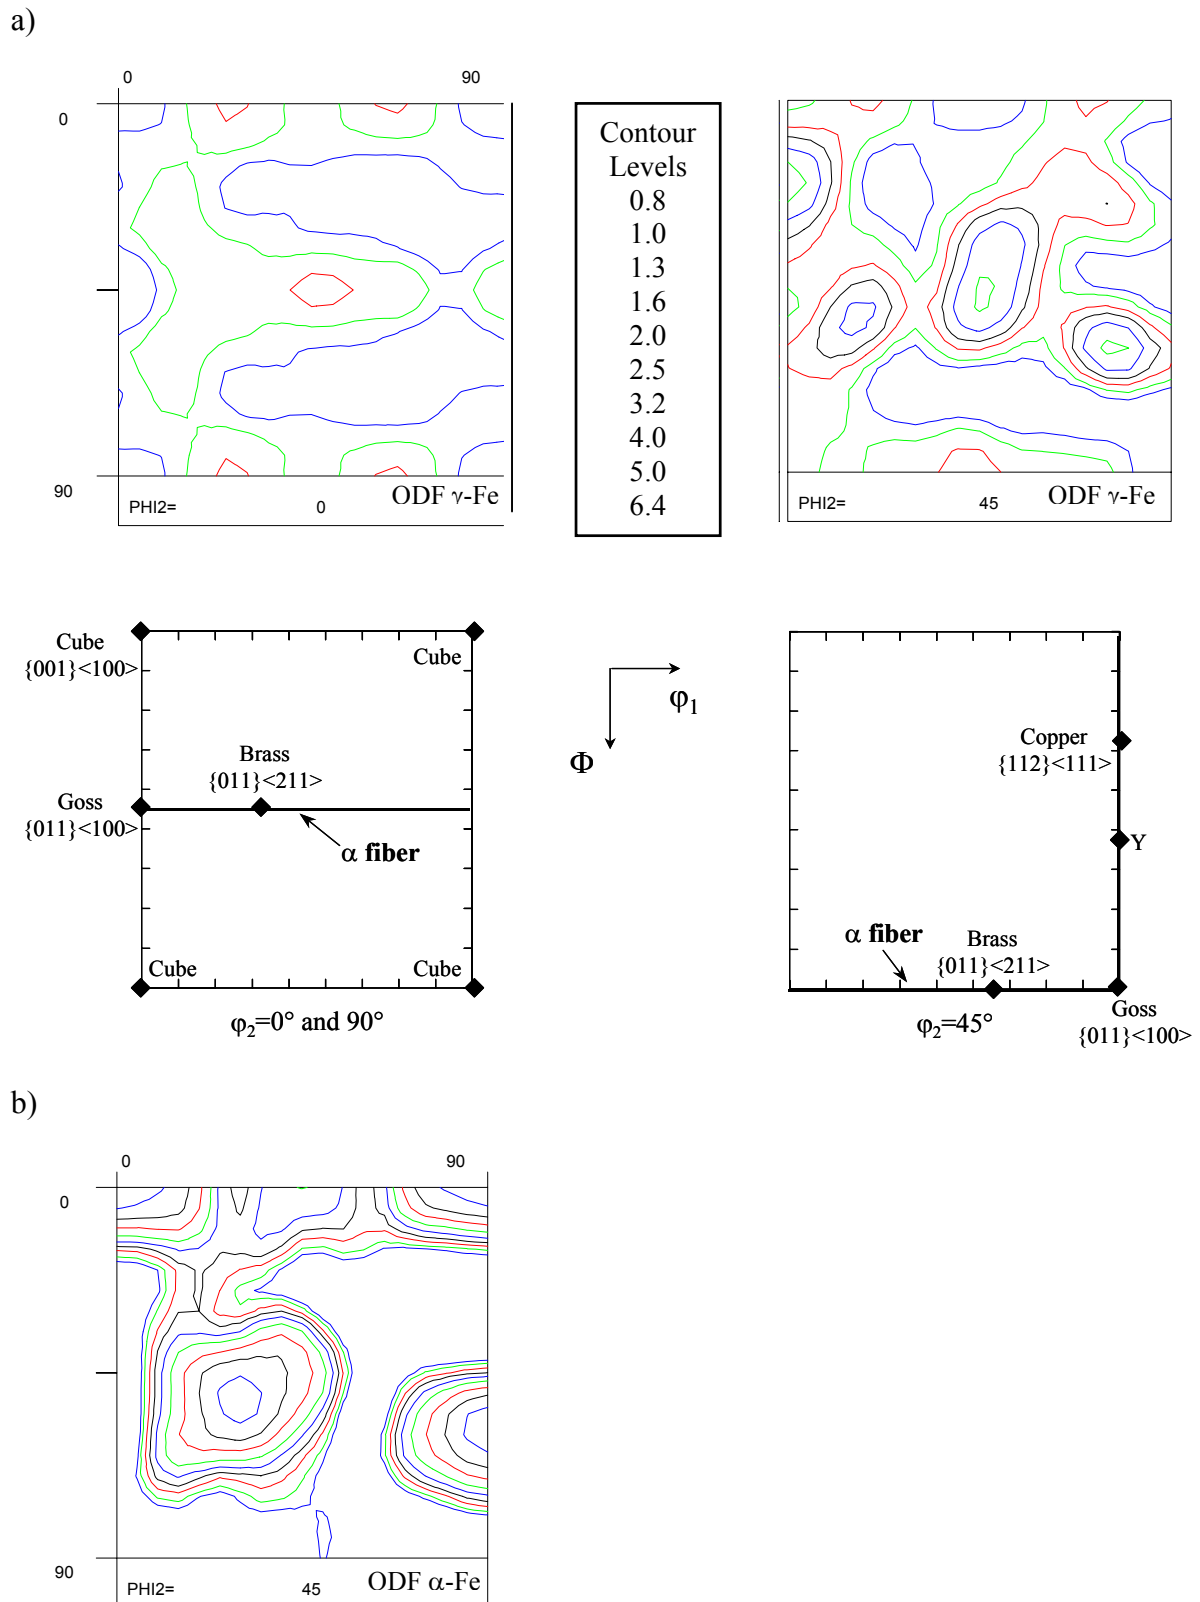 a)
0
90
0
90
PHI2=
0
ODF γ-Fe
Contour
Levels
0.8
1.0
1.3
1.6
2.0
2.5
3.2
4.0
5.0
6.4
PHI2=
45
ODF γ-Fe
Cube
{001}<100>
Cube
Brass
{011}<211>
Goss
{011}<100>
α fiber
Cube
Cube
φ2=0° and 90°
φ1
Φ
Copper
{112}<111>
Y
α fiber
Brass
{011}<211>
Goss
{011}<100>
φ2=45°
b)
0
90
0
90
PHI2=
45
ODF α-Fe